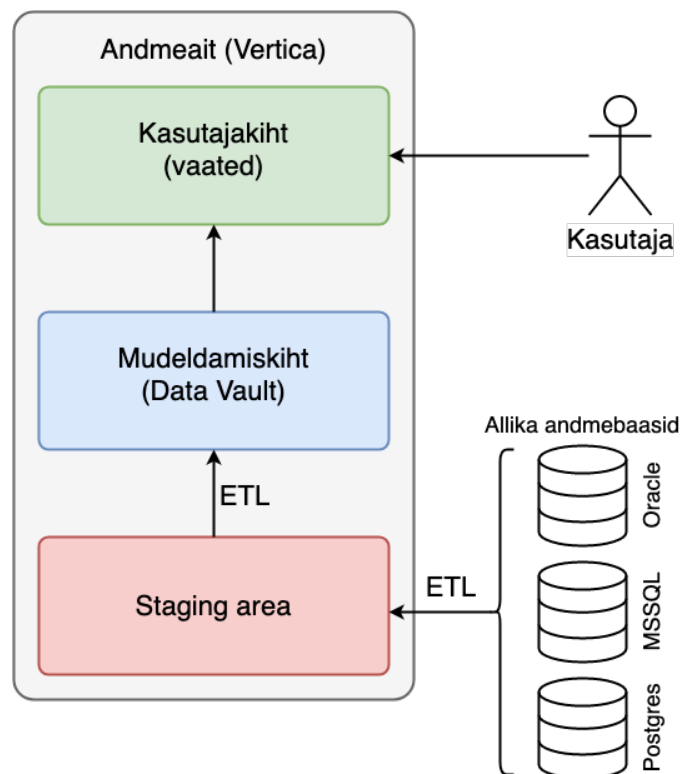 Andmeait (Vertica)
Kasutajakiht
(vaated)
Kasutaja
Mudeldamiskiht
(Data Vault)
Allika andmebaasid
Oracle
ETL
MSSQL
ETL
Staging area
Postgres